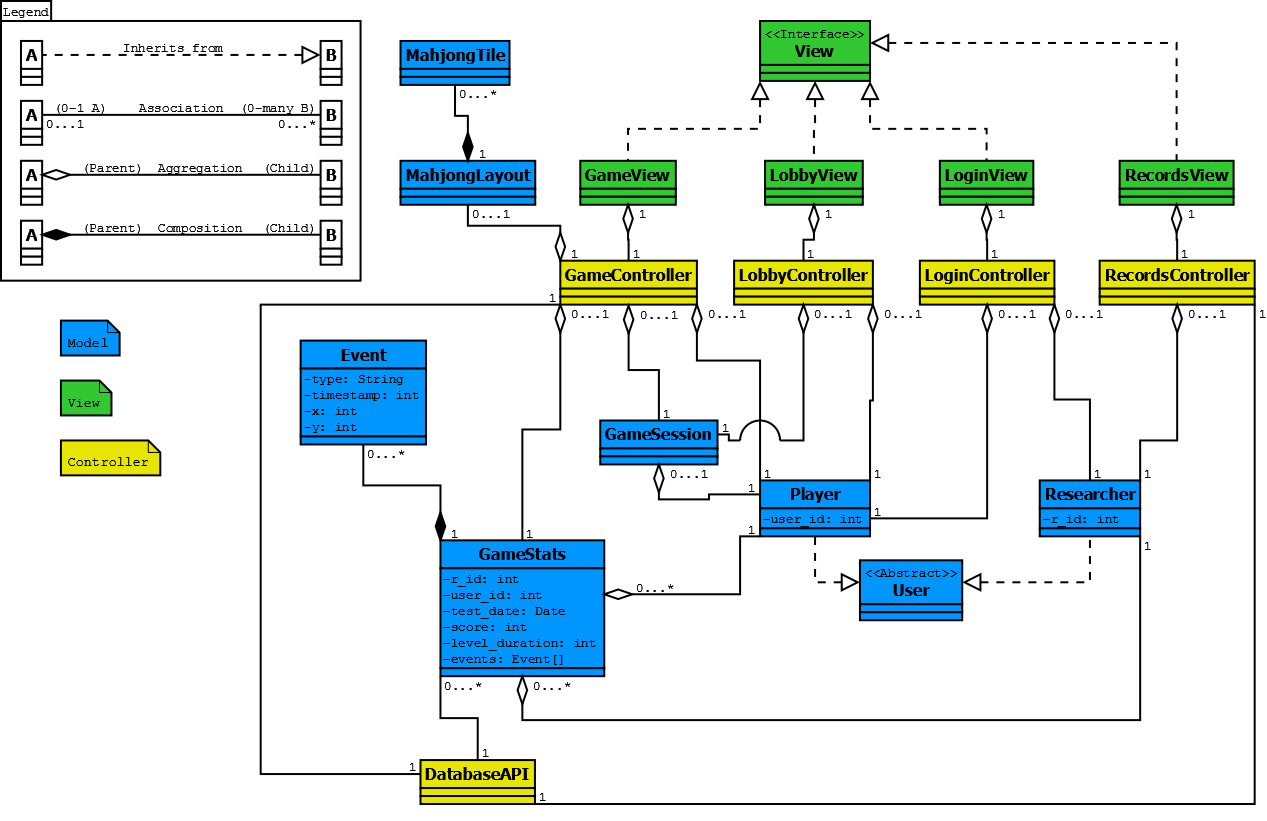 Legend
A Inherits from B
A (0-1 A) Association (0-many B) B
0...1 0...*
A (Parent) Aggregation (Child) B
A (Parent) Composition (Child) B
Model
View
Controller
MahjongTile
0...*
1
MahjongLayout
0...1
<<Interface>>
View
GameView
1
LobbyView
1
LoginView
1
RecordsView
1
1
1
1
1
1
GameController
LobbyController
LoginController
RecordsController
1
0...1
0...1
0...1
0...1
0...1
0...1
0...1
0...1
1
Event
-type: String
-timestamp: int
-x: int
-y: int
0...*
1
GameSession
1
0...1
1
1
1
Player
-user_id: int
1
1
1
1
Researcher
-r_id: int
1
<<Abstract>>
User
1
1
GameStats
-r_id: int
-user_id: int
-test_date: Date
-score: int
-level_duration: int
-events: Event[]
0...*
0...*
0...*
1
1
DatabaseAPI
1